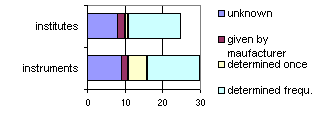 institutes
instruments
0 10 20 30
unknown
given by
maufacturer
determined once
determined frequ.